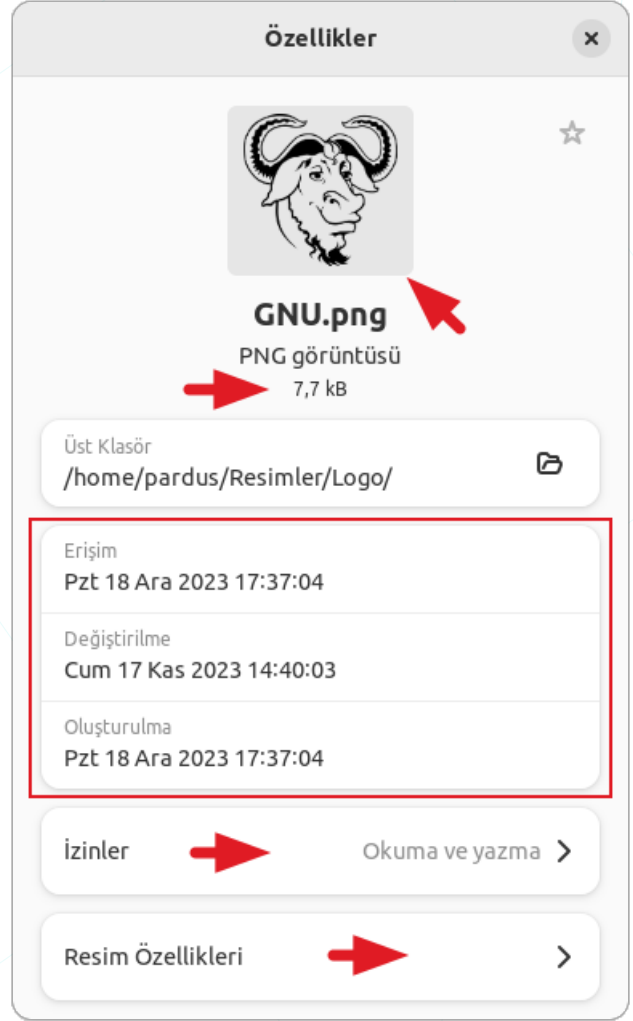 Özellikler
GNU.png
PNG görüntüsü
7,7 kB
Üst Klasör
/home/pardus/Resimler/Logo/
Erişim
Pzt 18 Ara 2023 17:37:04
Değiştirilme
Cum 17 Kas 2023 14:40:03
Oluşturulma
Pzt 18 Ara 2023 17:37:04
İzinler Okuma ve yazma
Resim Özellikleri